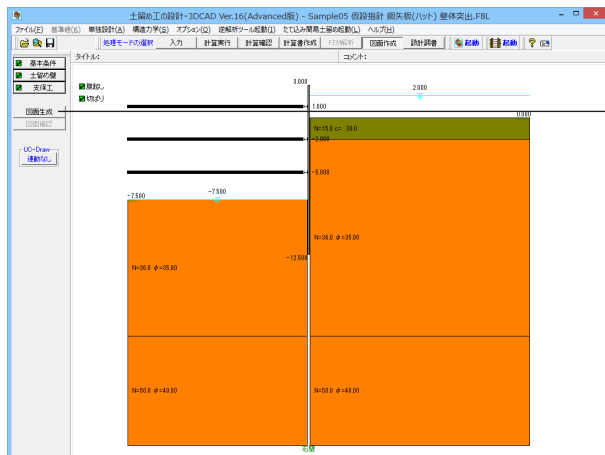 土留め工の設計・3DCAD Ver.16(Advanced版) - Sample05 仮設指針 鋼矢板(ハット) 壁体突出.F8L
ファイル(F) 基準値(K) 単独設計(A) 構造力学(S) オプション(O) 逆解析ツール起動(I) たて込み簡易土留め起動(L) ヘルプ(H)
処理モードの選択 入力 計算実行 計算確認 計算書作成 FEM解析 図面作成 設計調書 起動 起動
基本条件
土留の壁
支保工
図面生成
図面確認
UC-Draw
連動なし
タイトル: コメント:
腹起し
切ばり
3.000
2.000
1.000
0.000
N=15.0 c= 30.0
-2.000
-5.000
-7.500 -7.500
N=36.0 φ=35.00
-12.500
N=36.0 φ=35.00
N=50.0 φ=40.00 N=50.0 φ=40.00
右壁